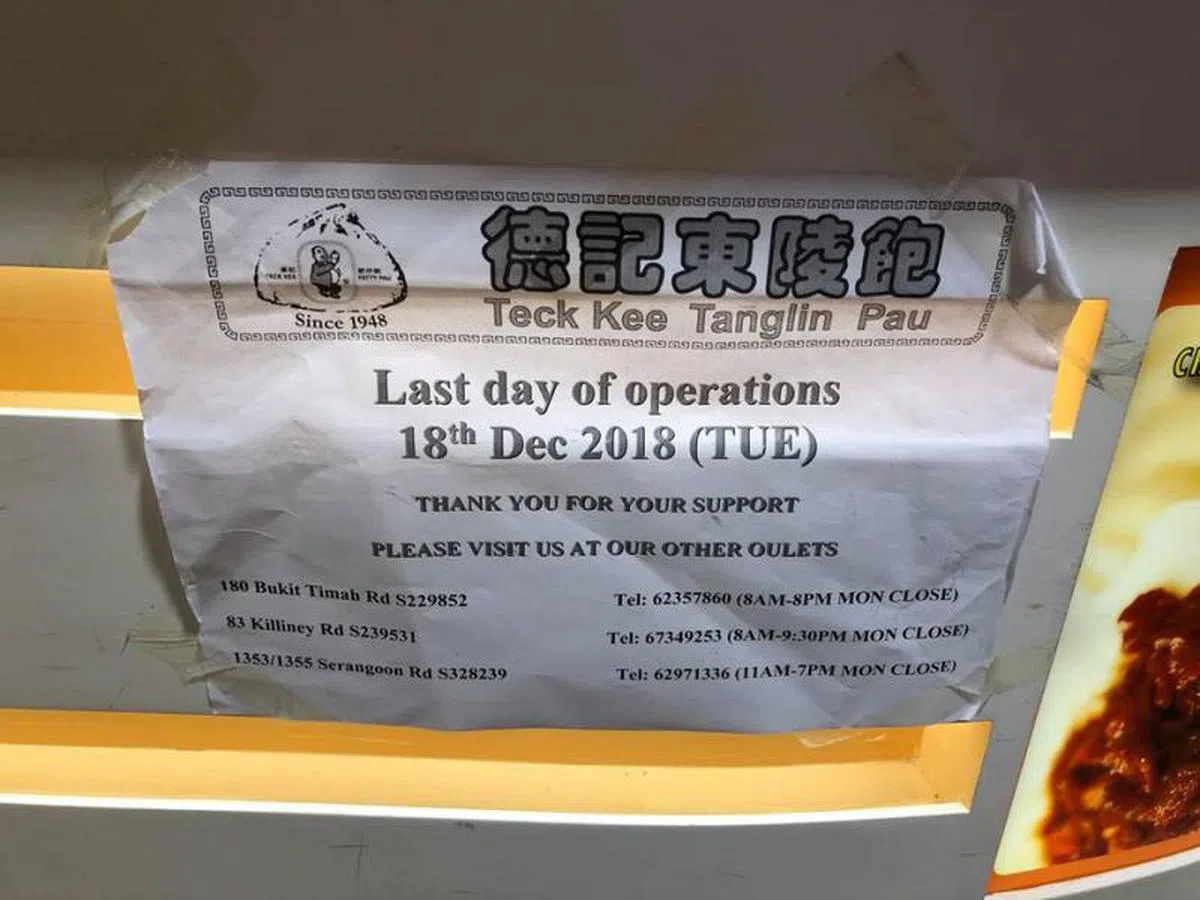 德記東陵飽
Teck Kee Tanglin Pau
Since 1948
Last day of operations
18th Dec 2018 (TUE)
THANK YOU FOR YOUR SUPPORT
PLEASE VISIT US AT OUR OTHER OULETS
180 Bukit Timah Rd S229852 Tel: 62357860 (8AM-8PM MON CLOSE)
83 Killiney Rd S239531 Tel: 67349253 (8AM-9:30PM MON CLOSE)
1353/1355 Serangoon Rd S328239 Tel: 62971336 (11AM-7PM MON CLOSE)